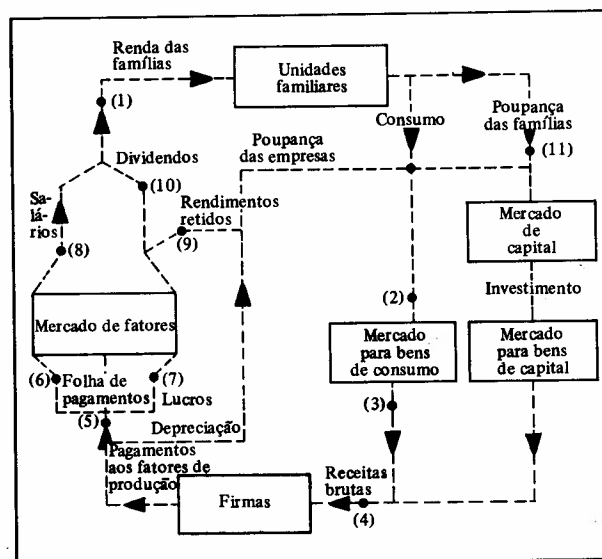 Renda das
famílias
Unidades
familiares
(1)
Consumo
Poupança
das famílias
(11)
Poupança
das empresas
Dividendos
(10)
Rendimentos
retidos
(9)
Sa-
lá-
rios
(8)
Mercado
de
capital
Investimento
(2)
Mercado de fatores
Mercado
para bens
de consumo
Mercado
para bens
de capital
(6)
Folha de
pagamentos
(7)
Lucros
(3)
(5)
Depreciação
Pagamentos
aos fatores de
produção
Firmas
Receitas
brutas
(4)